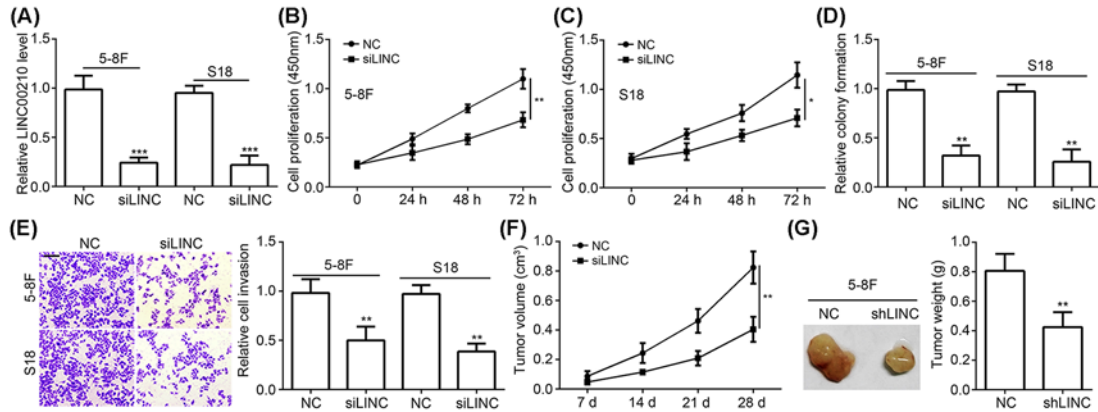 (A)
Relative LINC00210 level
1.5
1.0
0.5
0.0
5-8F
S18
***
***
NC
siLINC
NC
siLINC
(B)
Cell proliferation (450nm)
1.5
1.0
0.5
0.0
NC
siLINC
5-8F
**
0
24 h
48 h
72 h
(C)
Cell proliferation (450nm)
1.5
1.0
0.5
0.0
NC
siLINC
S18
*
0
24 h
48 h
72 h
(D)
Relative colony formation
1.5
1.0
0.5
0.0
5-8F
S18
**
**
NC
siLINC
NC
siLINC
(E)
NC
siLINC
5-8F
S18
Relative cell invasion
1.5
1.0
0.5
0.0
5-8F
S18
**
**
NC
siLINC
NC
siLINC
(F)
Tumor volume (cm³)
1.0
0.8
0.6
0.4
0.2
0.0
NC
siLINC
**
7 d
14 d
21 d
28 d
(G)
5-8F
NC
shLINC
Tumor weight (g)
1.0
0.8
0.6
0.4
0.2
0.0
**
NC
shLINC